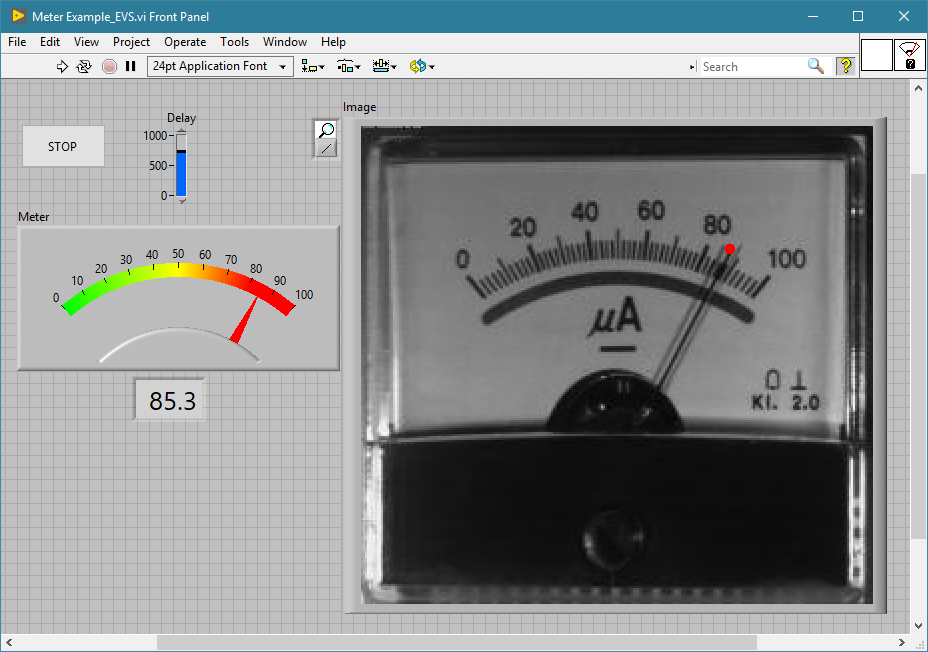 Meter Example_EVS.vi Front Panel
File Edit View Project Operate Tools Window Help
24pt Application Font
Search
?
?
STOP
Delay
1000
500
0
Meter
0 10 20 30 40 50 60 70 80 90 100
85.3
Image
0 20 40 60 80 100
µA
Kl. 2.0